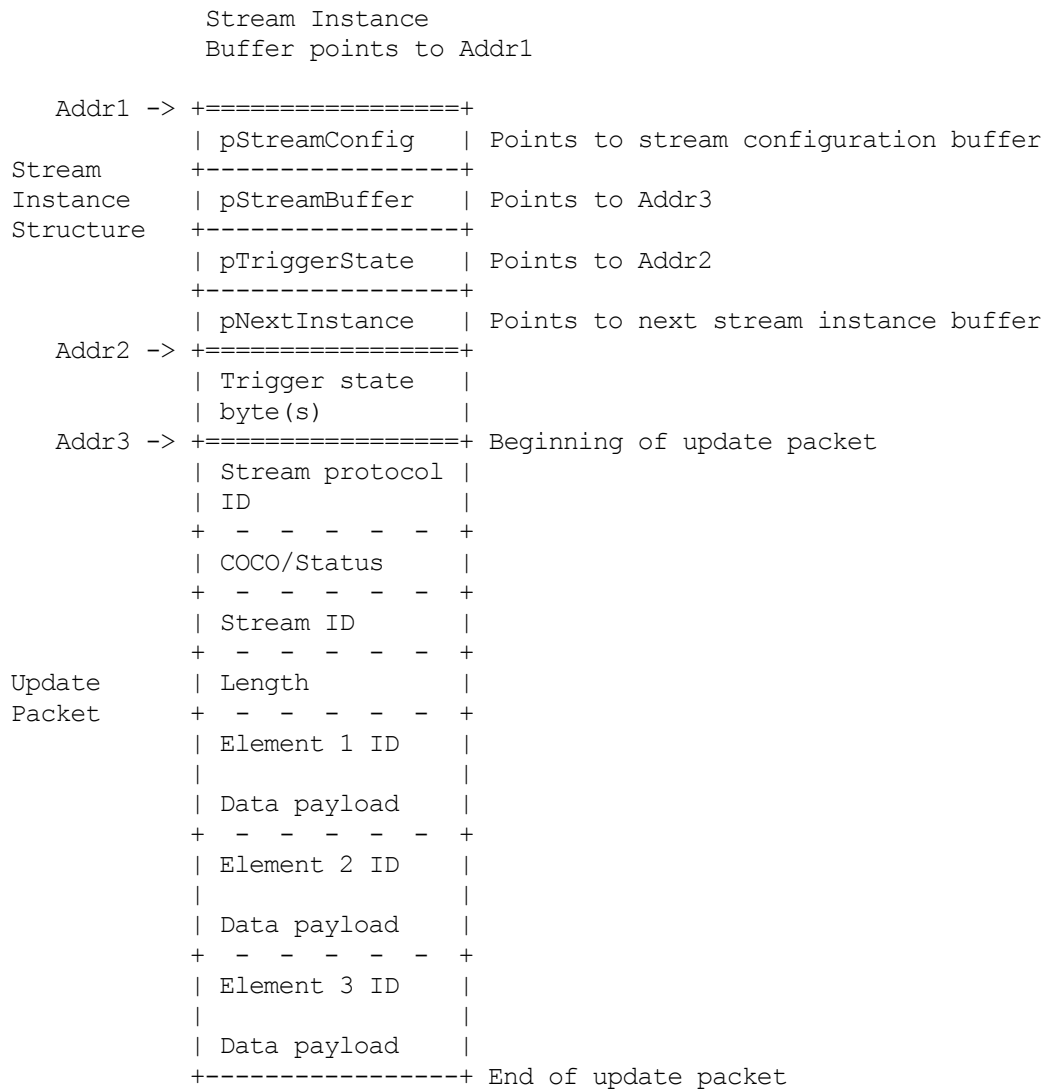 Stream Instance
Buffer points to Addr1
Addr1 -> +=================+
| pStreamConfig | Points to stream configuration buffer
Stream +-----------------+
Instance | pStreamBuffer | Points to Addr3
Structure +-----------------+
| pTriggerState | Points to Addr2
+-----------------+
| pNextInstance | Points to next stream instance buffer
Addr2 -> +=================+
| Trigger state |
| byte(s) |
Addr3 -> +=================+ Beginning of update packet
| Stream protocol |
| ID |
+ - - - - - +
| COCO/Status |
+ - - - - - +
| Stream ID |
+ - - - - - +
Update | Length |
Packet + - - - - - +
| Element 1 ID |
| |
| Data payload |
+ - - - - - +
| Element 2 ID |
| |
| Data payload |
+ - - - - - +
| Element 3 ID |
| |
| Data payload |
+-----------------+ End of update packet